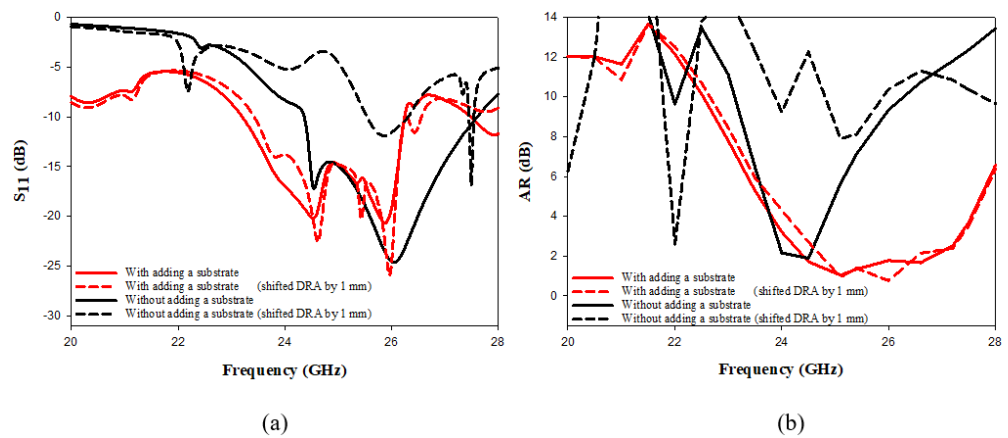 0
-5
-10
-15
-20
-25
-30
S11 (dB)
With adding a substrate
With adding a substrate (shifted DRA by 1 mm)
Without adding a substrate
Without adding a substrate (shifted DRA by 1 mm)
20 22 24 26 28
Frequency (GHz)
(a)
14
12
10
8
6
4
2
0
AR (dB)
With adding a substrate
With adding a substrate (shifted DRA by 1 mm)
Without adding a substrate
Without adding a substrate (shifted DRA by 1 mm)
20 22 24 26 28
Frequency (GHz)
(b)